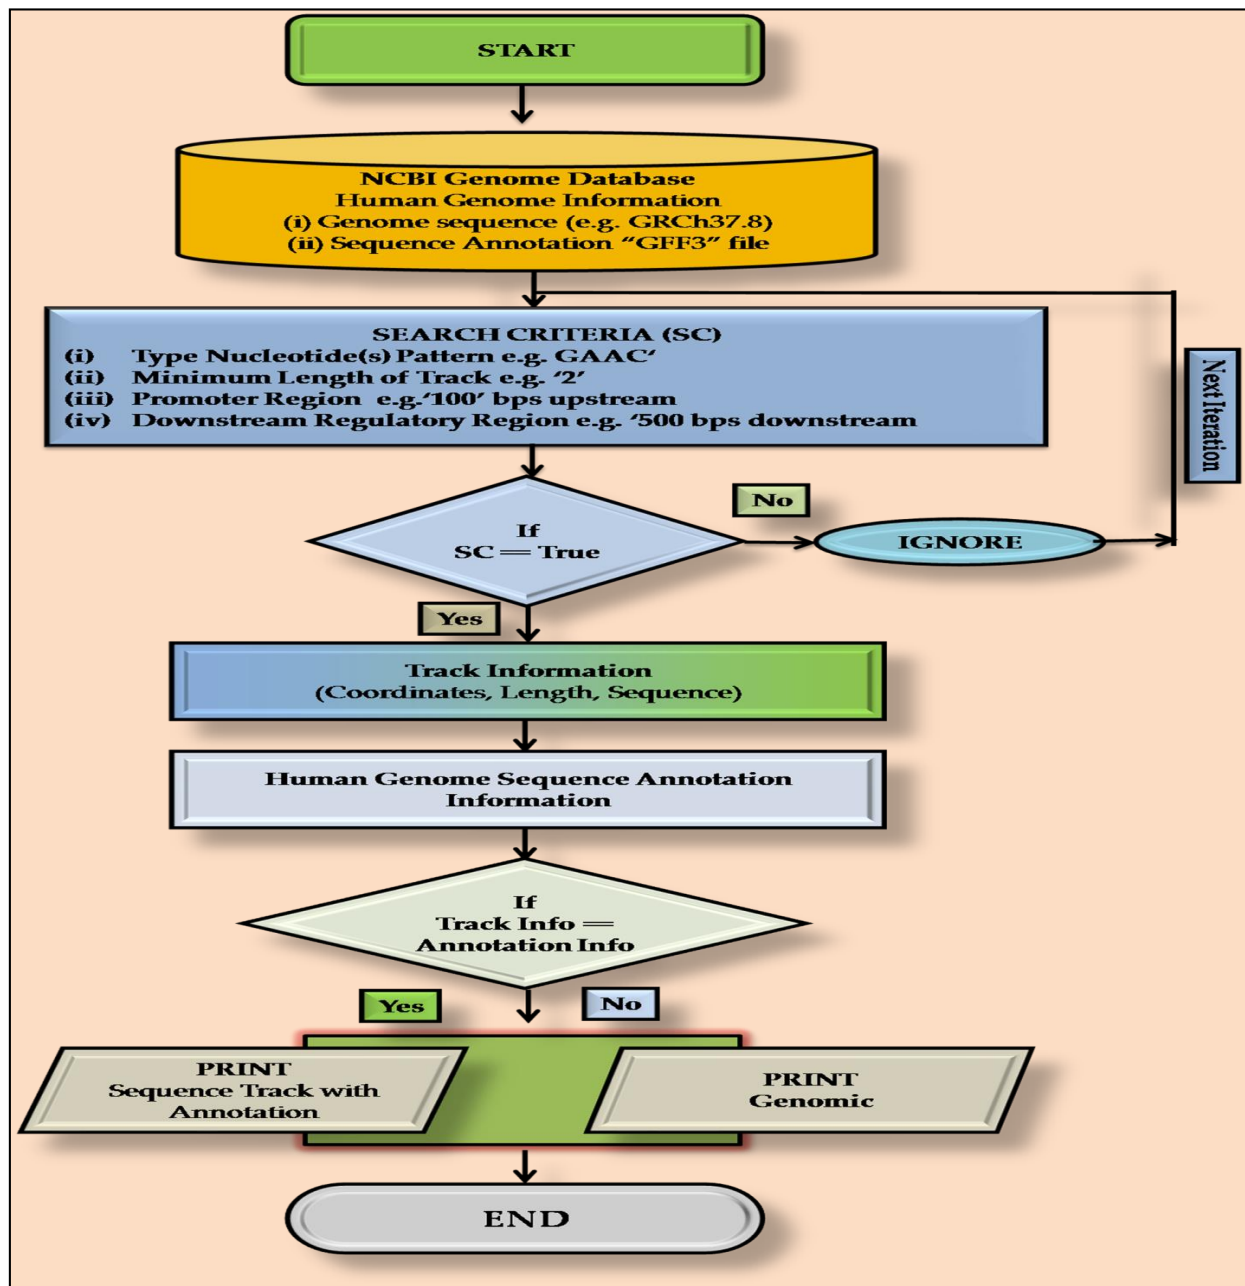 START
NCBI Genome Database
Human Genome Information
(i) Genome sequence (e.g. GRCh37.8)
(ii) Sequence Annotation “GFF3” file
SEARCH CRITERIA (SC)
(i) Type Nucleotide(s) Pattern e.g. GAAC‘
(ii) Minimum Length of Track e.g. ‘2’
(iii) Promoter Region e.g.‘100’ bps upstream
(iv) Downstream Regulatory Region e.g. ‘500 bps downstream
Next Iteration
If
SC == True
No
IGNORE
Yes
Track Information
(Coordinates, Length, Sequence)
Human Genome Sequence Annotation
Information
If
Track Info ==
Annotation Info
Yes
No
PRINT
Sequence Track with
Annotation
PRINT
Genomic
END